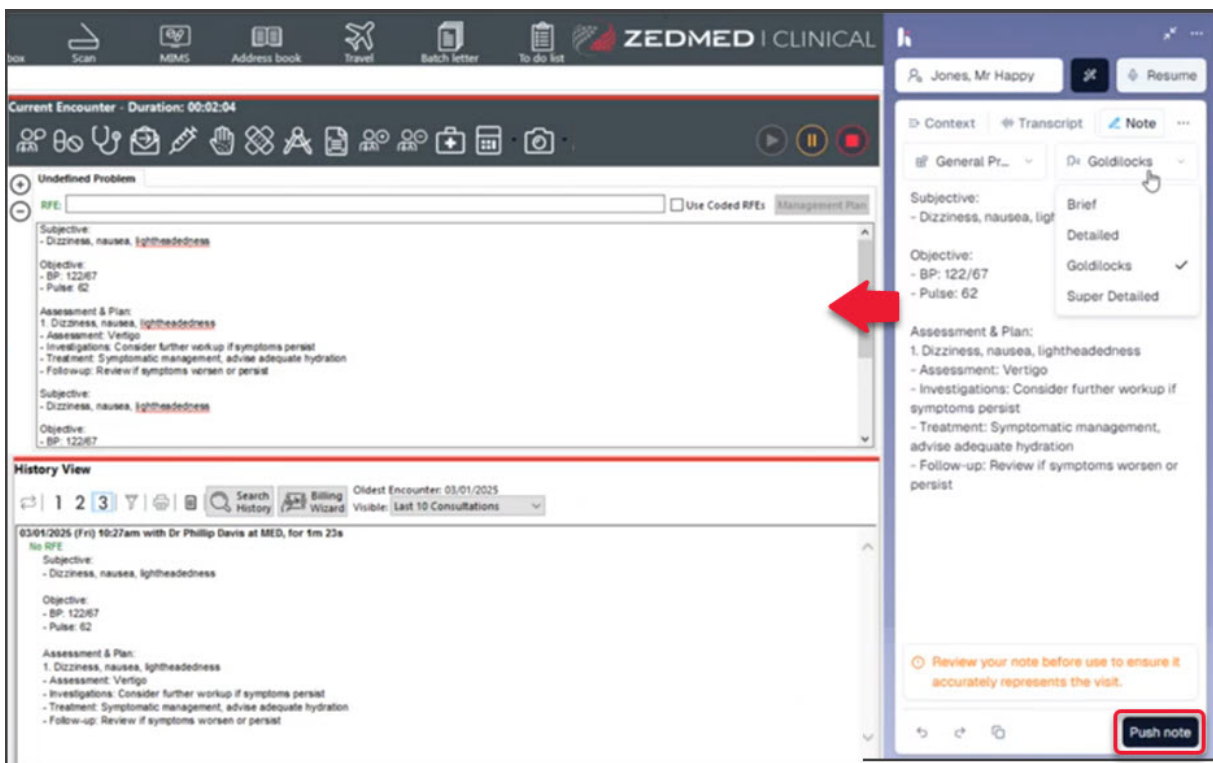 box
Scan
MIMS
Address book
Travel
Batch letter
To do list
ZEDMED | CLINICAL
Current Encounter - Duration: 00:02:04
Undefined Problem
RFE:
Use Coded RFEs
Management Plan
Subjective:
- Dizziness, nausea, lightheadedness
Objective:
- BP: 122/67
- Pulse: 62
Assessment & Plan:
1. Dizziness, nausea, lightheadedness
- Assessment: Vertigo
- Investigations: Consider further workup if symptoms persist
- Treatment: Symptomatic management, advise adequate hydration
- Follow-up: Review if symptoms worsen or persist
Subjective:
- Dizziness, nausea, lightheadedness
Objective:
- BP: 122/67
History View
1 2 3
Search History
Billing Wizard
Oldest Encounter: 03/01/2025
Visible: Last 10 Consultations
03/01/2025 (Fri) 10:27am with Dr Phillip Davis at MED, for 1m 23s
No RFE
Subjective:
- Dizziness, nausea, lightheadedness
Objective:
- BP: 122/67
- Pulse: 62
Assessment & Plan:
1. Dizziness, nausea, lightheadedness
- Assessment: Vertigo
- Investigations: Consider further workup if symptoms persist
- Treatment: Symptomatic management, advise adequate hydration
- Follow-up: Review if symptoms worsen or persist
Jones, Mr Happy
Resume
Context
Transcript
Note
General Pr...
Goldilocks
Brief
Detailed
Goldilocks
Super Detailed
Subjective:
- Dizziness, nausea, ligh
Objective:
- BP: 122/67
- Pulse: 62
Assessment & Plan:
1. Dizziness, nausea, lightheadedness
- Assessment: Vertigo
- Investigations: Consider further workup if
symptoms persist
- Treatment: Symptomatic management,
advise adequate hydration
- Follow-up: Review if symptoms worsen or
persist
Review your note before use to ensure it
accurately represents the visit.
Push note